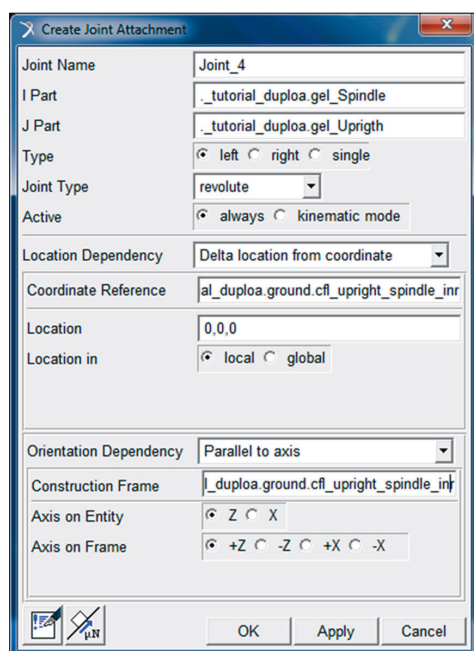 Create Joint Attachment
Joint Name Joint_4
I Part ._tutorial_duploa.gel_Spindle
J Part ._tutorial_duploa.gel_Uprigth
Type left right single
Joint Type revolute
Active always kinematic mode
Location Dependency Delta location from coordinate
Coordinate Reference al_duploa.ground.cfl_upright_spindle_inr
Location 0,0,0
Location in local global
Orientation Dependency Parallel to axis
Construction Frame l_duploa.ground.cfl_upright_spindle_inr
Axis on Entity Z X
Axis on Frame +Z -Z +X -X
μN OK Apply Cancel